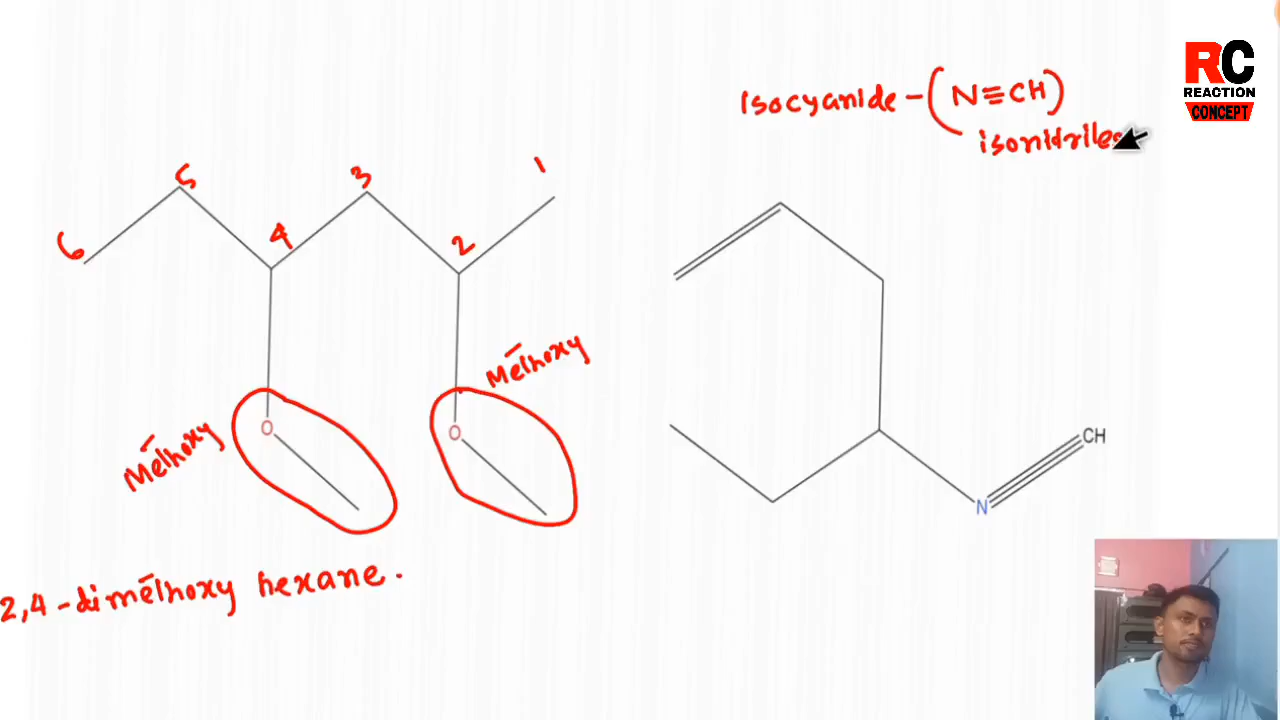 RC
REACTION
CONCEPT
isocyanide - (N≡CH)
isonitriles
1
2
3
4
5
6
Methoxy
Methoxy
O
O
N
CH
2,4-dimethoxy hexane.